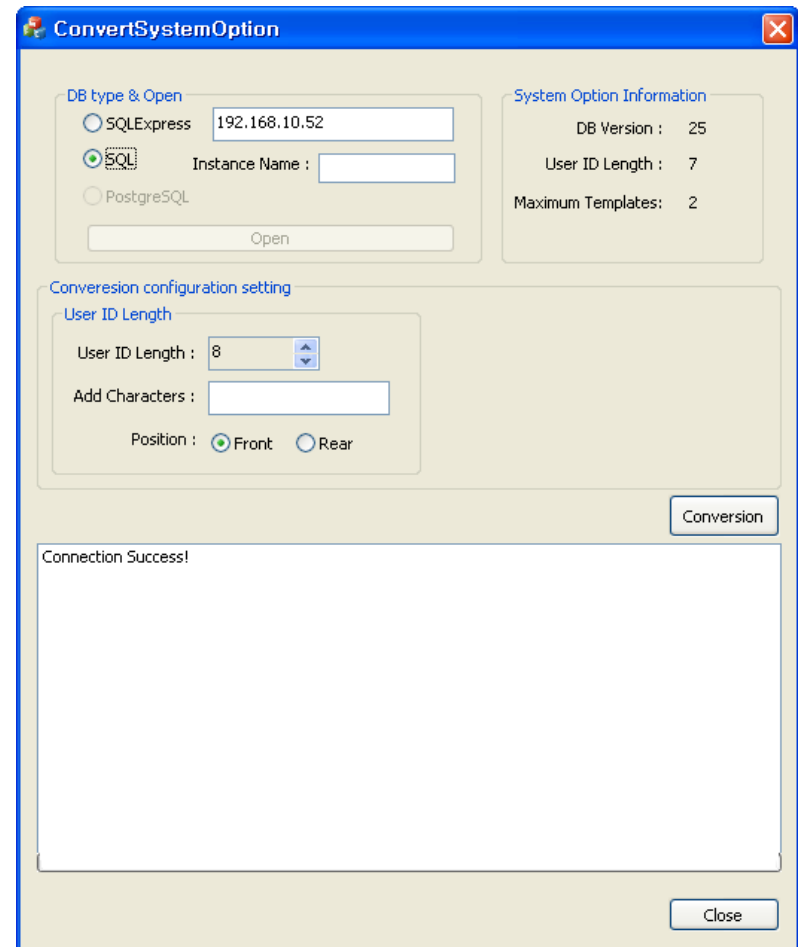 ConvertSystemOption
DB type & Open
SQLExpress 192.168.10.52
SQL Instance Name :
PostgreSQL
Open
System Option Information
DB Version : 25
User ID Length : 7
Maximum Templates: 2
Converesion configuration setting
User ID Length
User ID Length : 8
Add Characters :
Position : Front Rear
Conversion
Connection Success!
Close